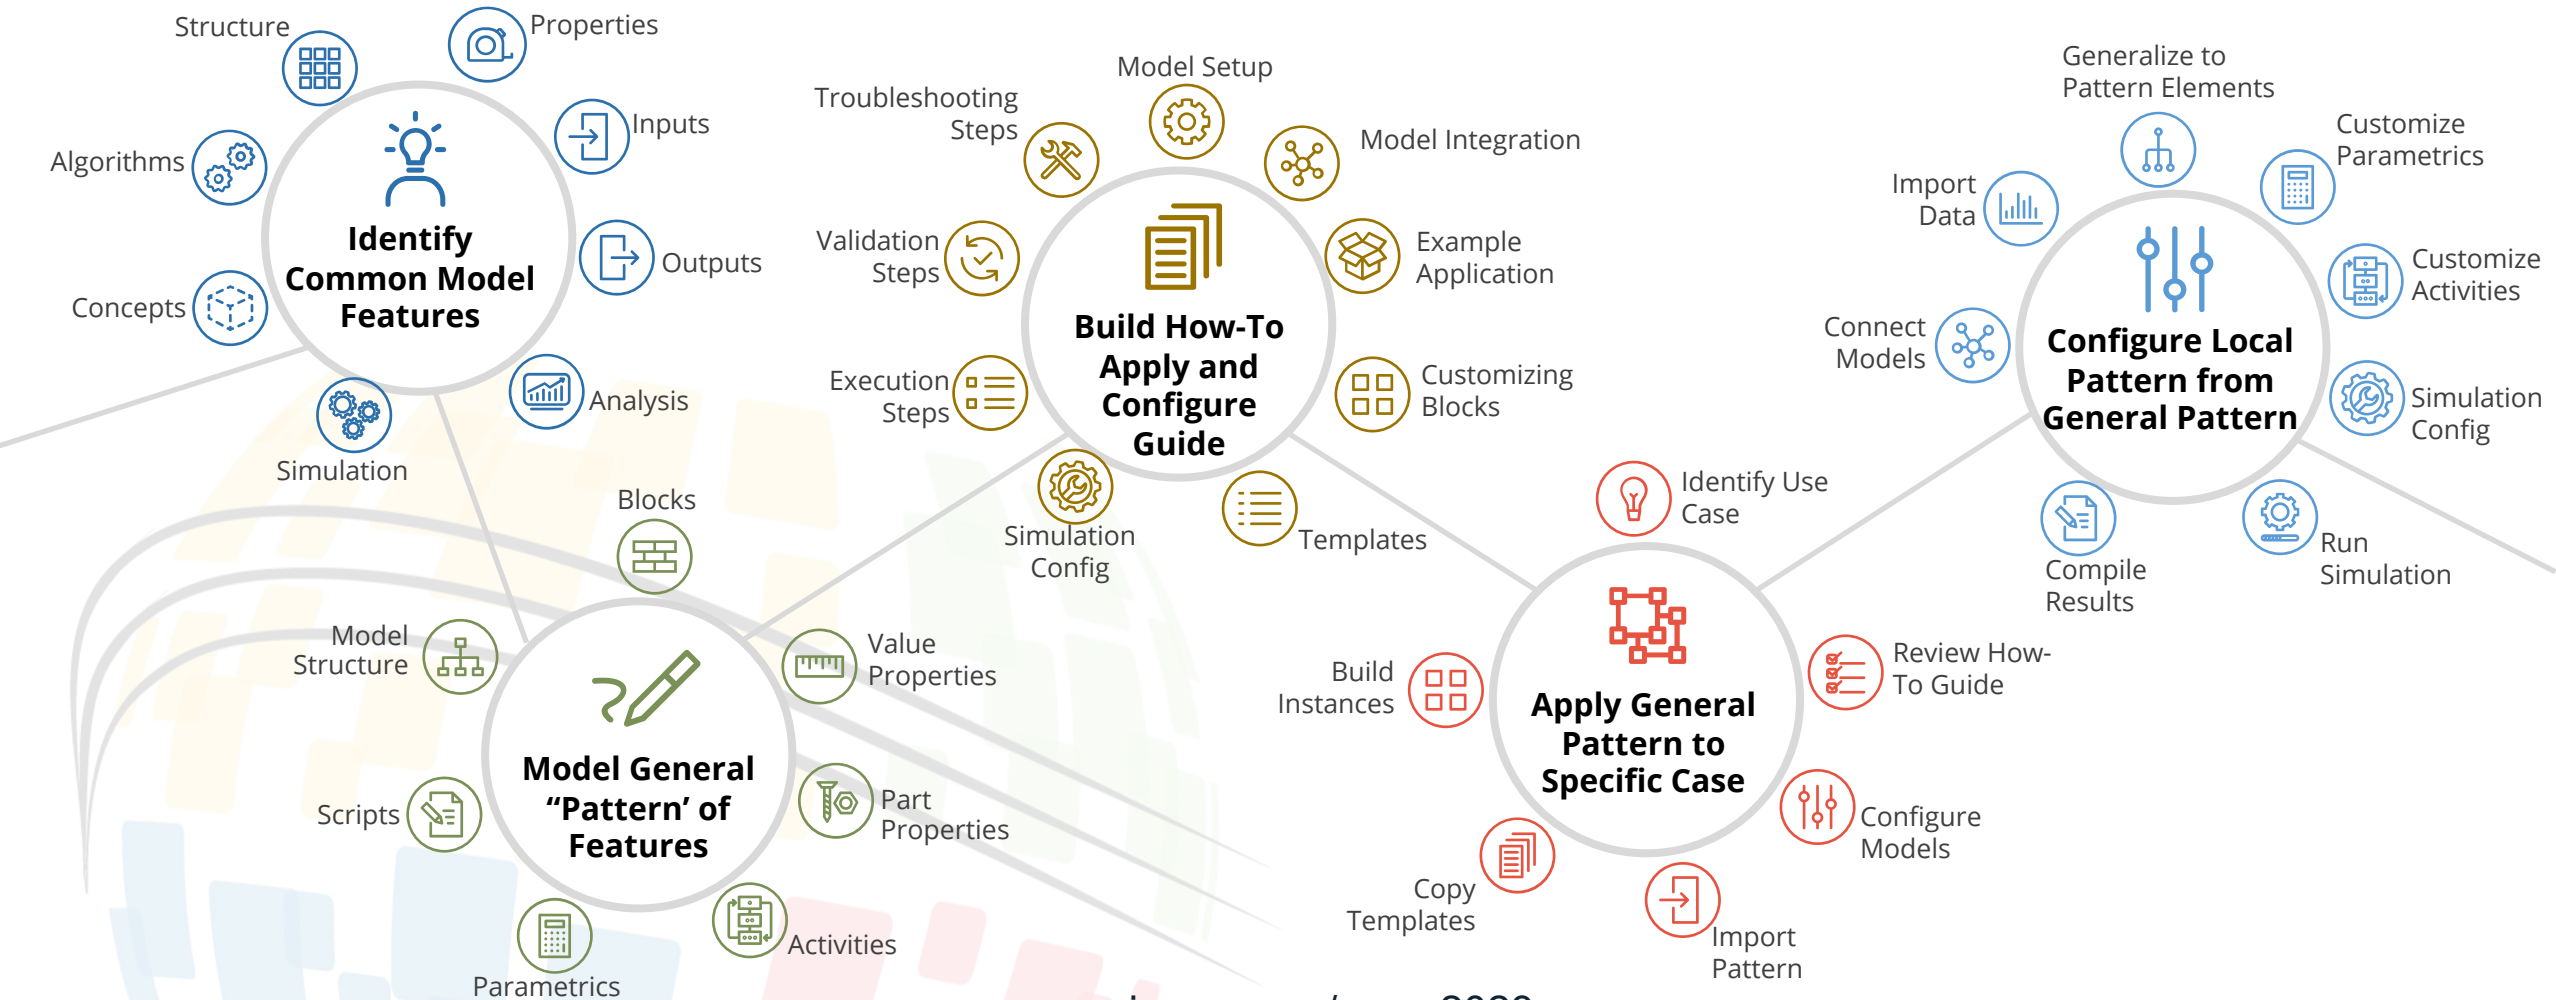 Structure
Properties
Inputs
Algorithms
Outputs
Concepts
Analysis
Simulation
Identify
Common Model
Features
Blocks
Model
Structure
Value
Properties
Scripts
Part
Properties
Parametrics
Activities
Model General
“Pattern’ of
Features
Model Setup
Troubleshooting
Steps
Model Integration
Validation
Steps
Example
Application
Execution
Steps
Customizing
Blocks
Simulation
Config
Templates
Build How-To
Apply and
Configure
Guide
Identify Use
Case
Build
Instances
Review How-
To Guide
Configure
Models
Copy
Templates
Import
Pattern
Apply General
Pattern to
Specific Case
Generalize to
Pattern Elements
Customize
Parametrics
Import
Data
Customize
Activities
Connect
Models
Simulation
Config
Compile
Results
Run
Simulation
Configure Local
Pattern from
General Pattern